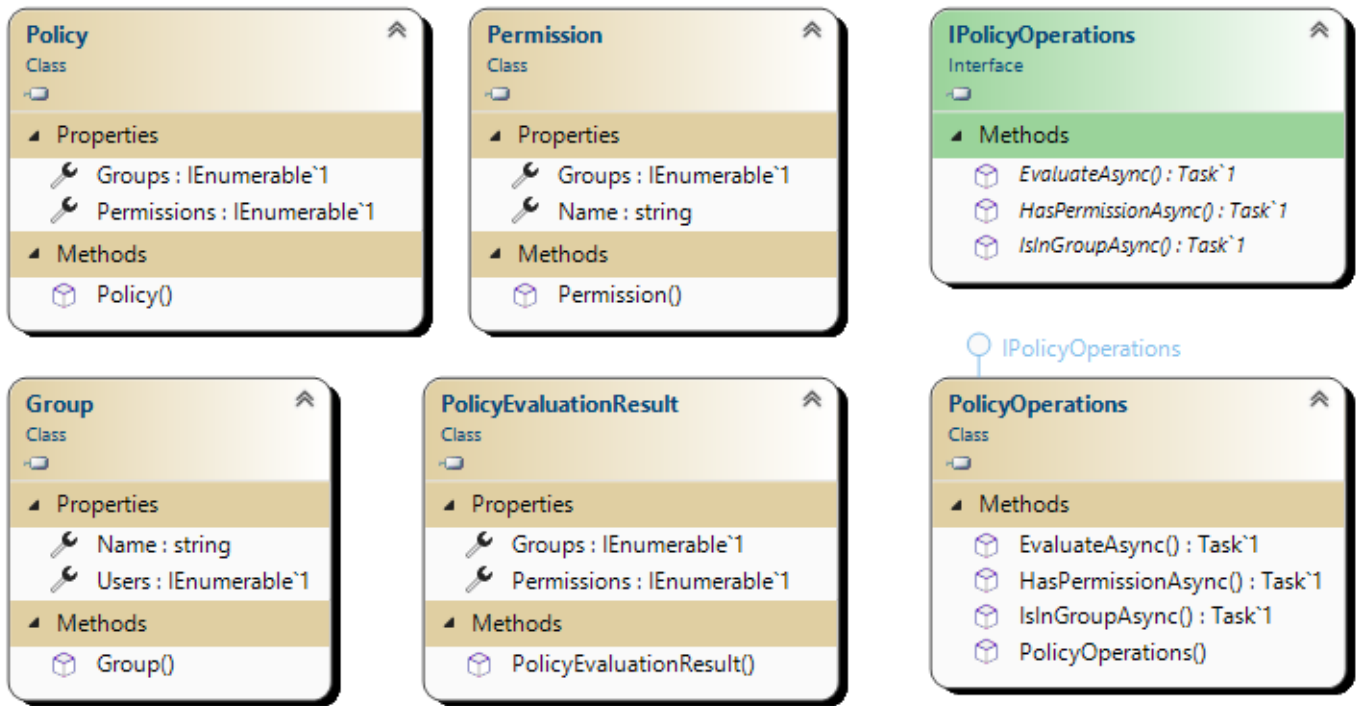 Policy
Class
Properties
Groups : IEnumerable`1
Permissions : IEnumerable`1
Methods
Policy()
Permission
Class
Properties
Groups : IEnumerable`1
Name : string
Methods
Permission()
IPolicyOperations
Interface
Methods
EvaluateAsync() : Task`1
HasPermissionAsync() : Task`1
IsInGroupAsync() : Task`1
Group
Class
Properties
Name : string
Users : IEnumerable`1
Methods
Group()
PolicyEvaluationResult
Class
Properties
Groups : IEnumerable`1
Permissions : IEnumerable`1
Methods
PolicyEvaluationResult()
IPolicyOperations
PolicyOperations
Class
Methods
EvaluateAsync() : Task`1
HasPermissionAsync() : Task`1
IsInGroupAsync() : Task`1
PolicyOperations()